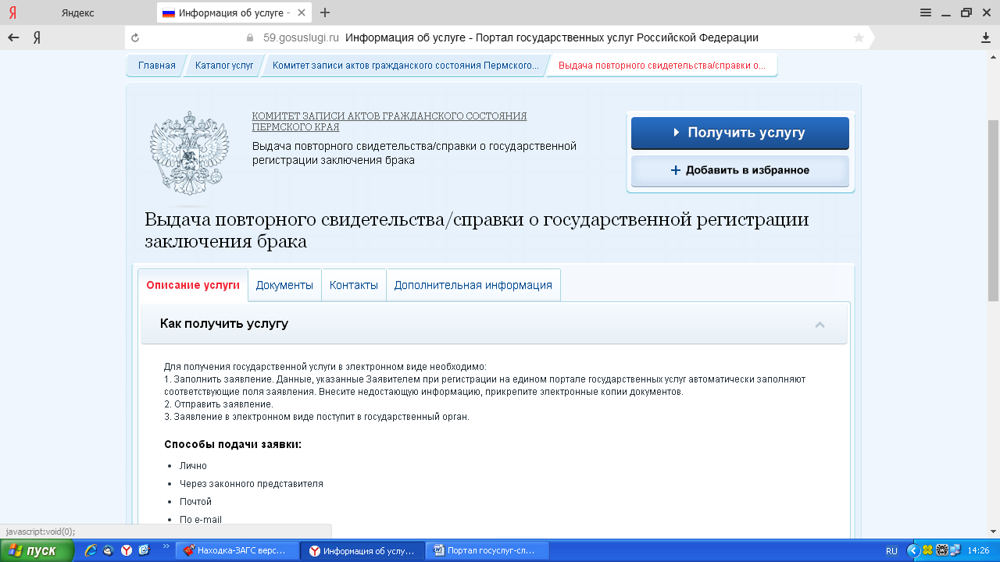 Яндекс
Информация об услуге -
Я
59.gosuslugi.ru Информация об услуге - Портал государственных услуг Российской Федерации
Главная
Каталог услуг
Комитет записи актов гражданского состояния Пермского...
Выдача повторного свидетельства/справки о...
КОМИТЕТ ЗАПИСИ АКТОВ ГРАЖДАНСКОГО СОСТОЯНИЯ
ПЕРМСКОГО КРАЯ
Выдача повторного свидетельства/справки о государственной
регистрации заключения брака
Получить услугу
Добавить в избранное
Выдача повторного свидетельства/справки о государственной регистрации
заключения брака
Описание услуги
Документы
Контакты
Дополнительная информация
Как получить услугу
Для получения государственной услуги в электронном виде необходимо:
1. Заполнить заявление. Данные, указанные Заявителем при регистрации на едином портале государственных услуг автоматически заполняют
соответствующие поля заявления. Внесите недостающую информацию, прикрепите электронные копии документов.
2. Отправить заявление.
3. Заявление в электронном виде поступит в государственный орган.
Способы подачи заявки:
• Лично
• Через законного представителя
• Почтой
• По e-mail
javascript:void(0);
пуск
Находка-ЗАГС верс...
Информация об услу...
Портал госуслуг-сл...
RU
14:26